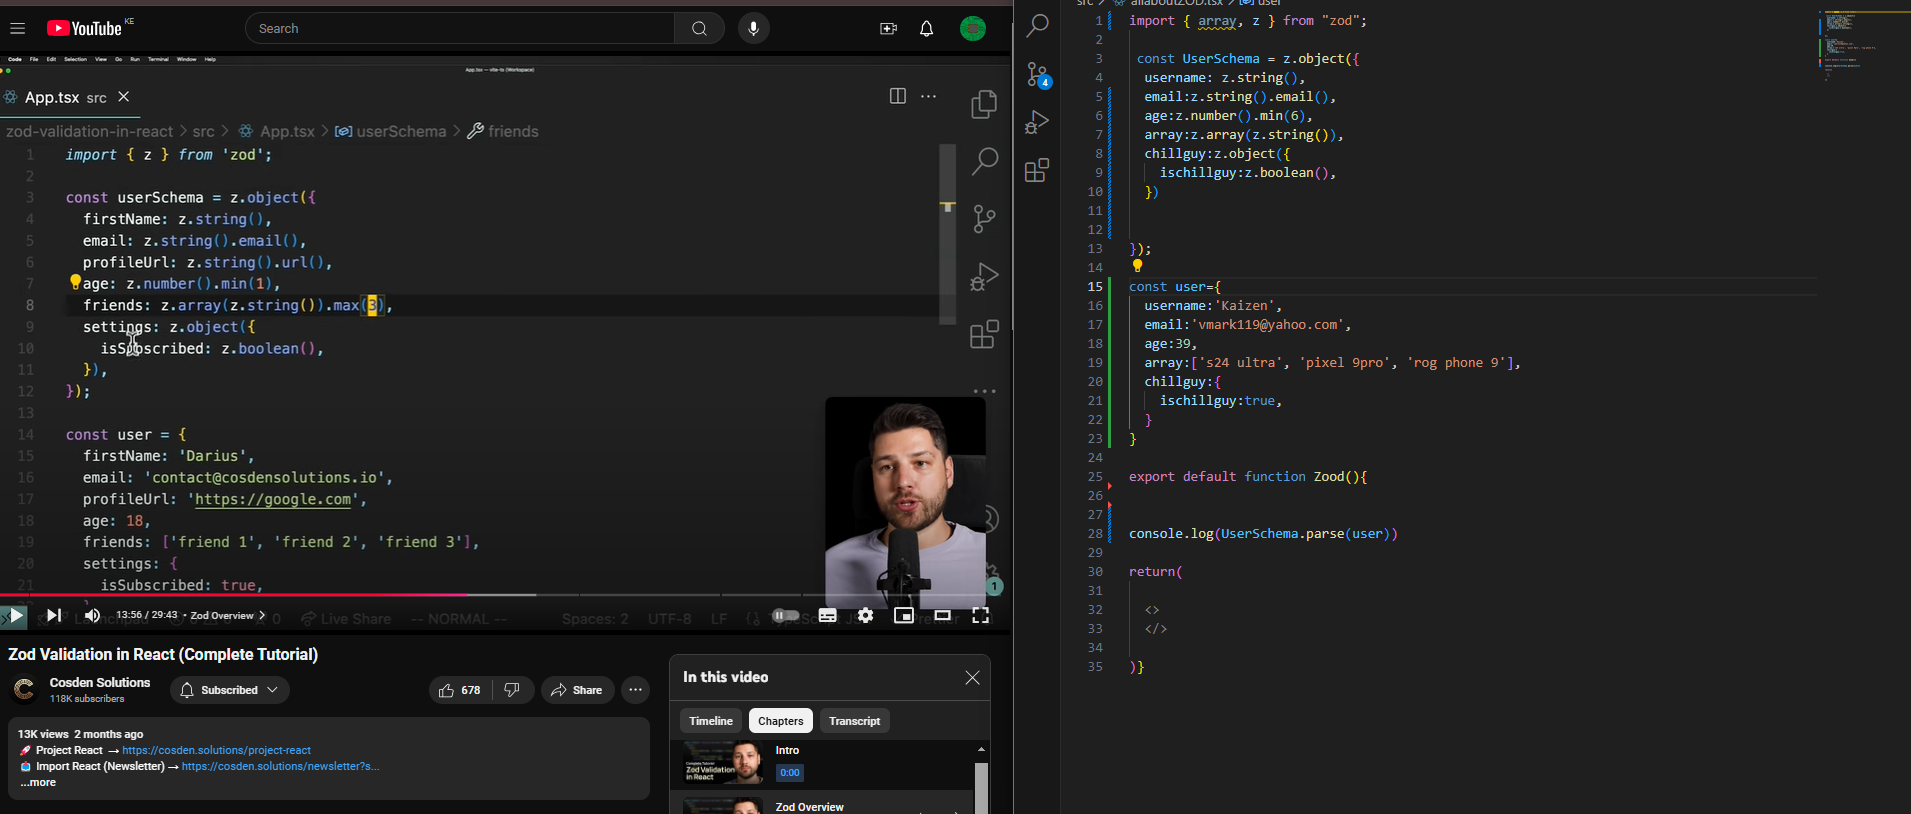 YouTube KE
Search
Code File Edit Selection View Go Run Terminal Window Help
App.tsx — vite-ts (Workspace)
App.tsx src
zod-validation-in-react > src > App.tsx > userSchema > friends
1 import { z } from 'zod';
2
3 const userSchema = z.object({
4 firstName: z.string(),
5 email: z.string().email(),
6 profileUrl: z.string().url(),
7 age: z.number().min(1),
8 friends: z.array(z.string()).max(3),
9 settings: z.object({
10 isSubscribed: z.boolean(),
11 }),
12 });
13
14 const user = {
15 firstName: 'Darius',
16 email: 'contact@cosdensolutions.io',
17 profileUrl: 'https://google.com',
18 age: 18,
19 friends: ['friend 1', 'friend 2', 'friend 3'],
20 settings: {
21 isSubscribed: true,
1
13:56 / 29:43 • Zod Overview >
Live Share -- NORMAL -- Spaces: 2 UTF-8 LF
Zod Validation in React (Complete Tutorial)
Cosden Solutions
118K subscribers
Subscribed
678
Share
13K views 2 months ago
🚀 Project React → https://cosden.solutions/project-react
Import React (Newsletter) → https://cosden.solutions/newsletter?s...
...more
In this video
Timeline Chapters Transcript
Complete Tutorial
Zod Validation
in React
Intro
0:00
Zod Overview
4
src > allaboutZOD.tsx > user
1 import { array, z } from "zod";
2
3 const UserSchema = z.object({
4 username: z.string(),
5 email:z.string().email(),
6 age:z.number().min(6),
7 array:z.array(z.string()),
8 chillguy:z.object({
9 ischillguy:z.boolean(),
10 })
11
12
13 });
14
15 const user={
16 username:'Kaizen',
17 email:'vmark119@yahoo.com',
18 age:39,
19 array:['s24 ultra', 'pixel 9pro', 'rog phone 9'],
20 chillguy:{
21 ischillguy:true,
22 }
23 }
24
25 export default function Zood(){
26
27
28 console.log(UserSchema.parse(user))
29
30 return(
31
32 <>
33 </>
34
35 )}